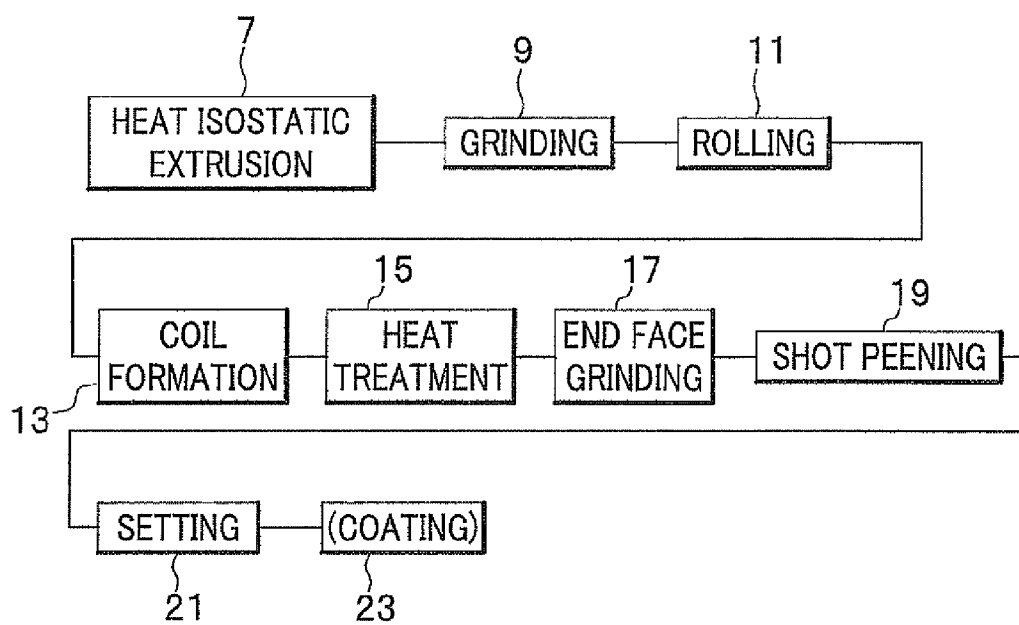 7
9
11
HEAT ISOSTATIC
EXTRUSION
GRINDING
ROLLING
15
17
19
COIL
FORMATION
HEAT
TREATMENT
END FACE
GRINDING
SHOT PEENING
13
SETTING
(COATING)
21
23